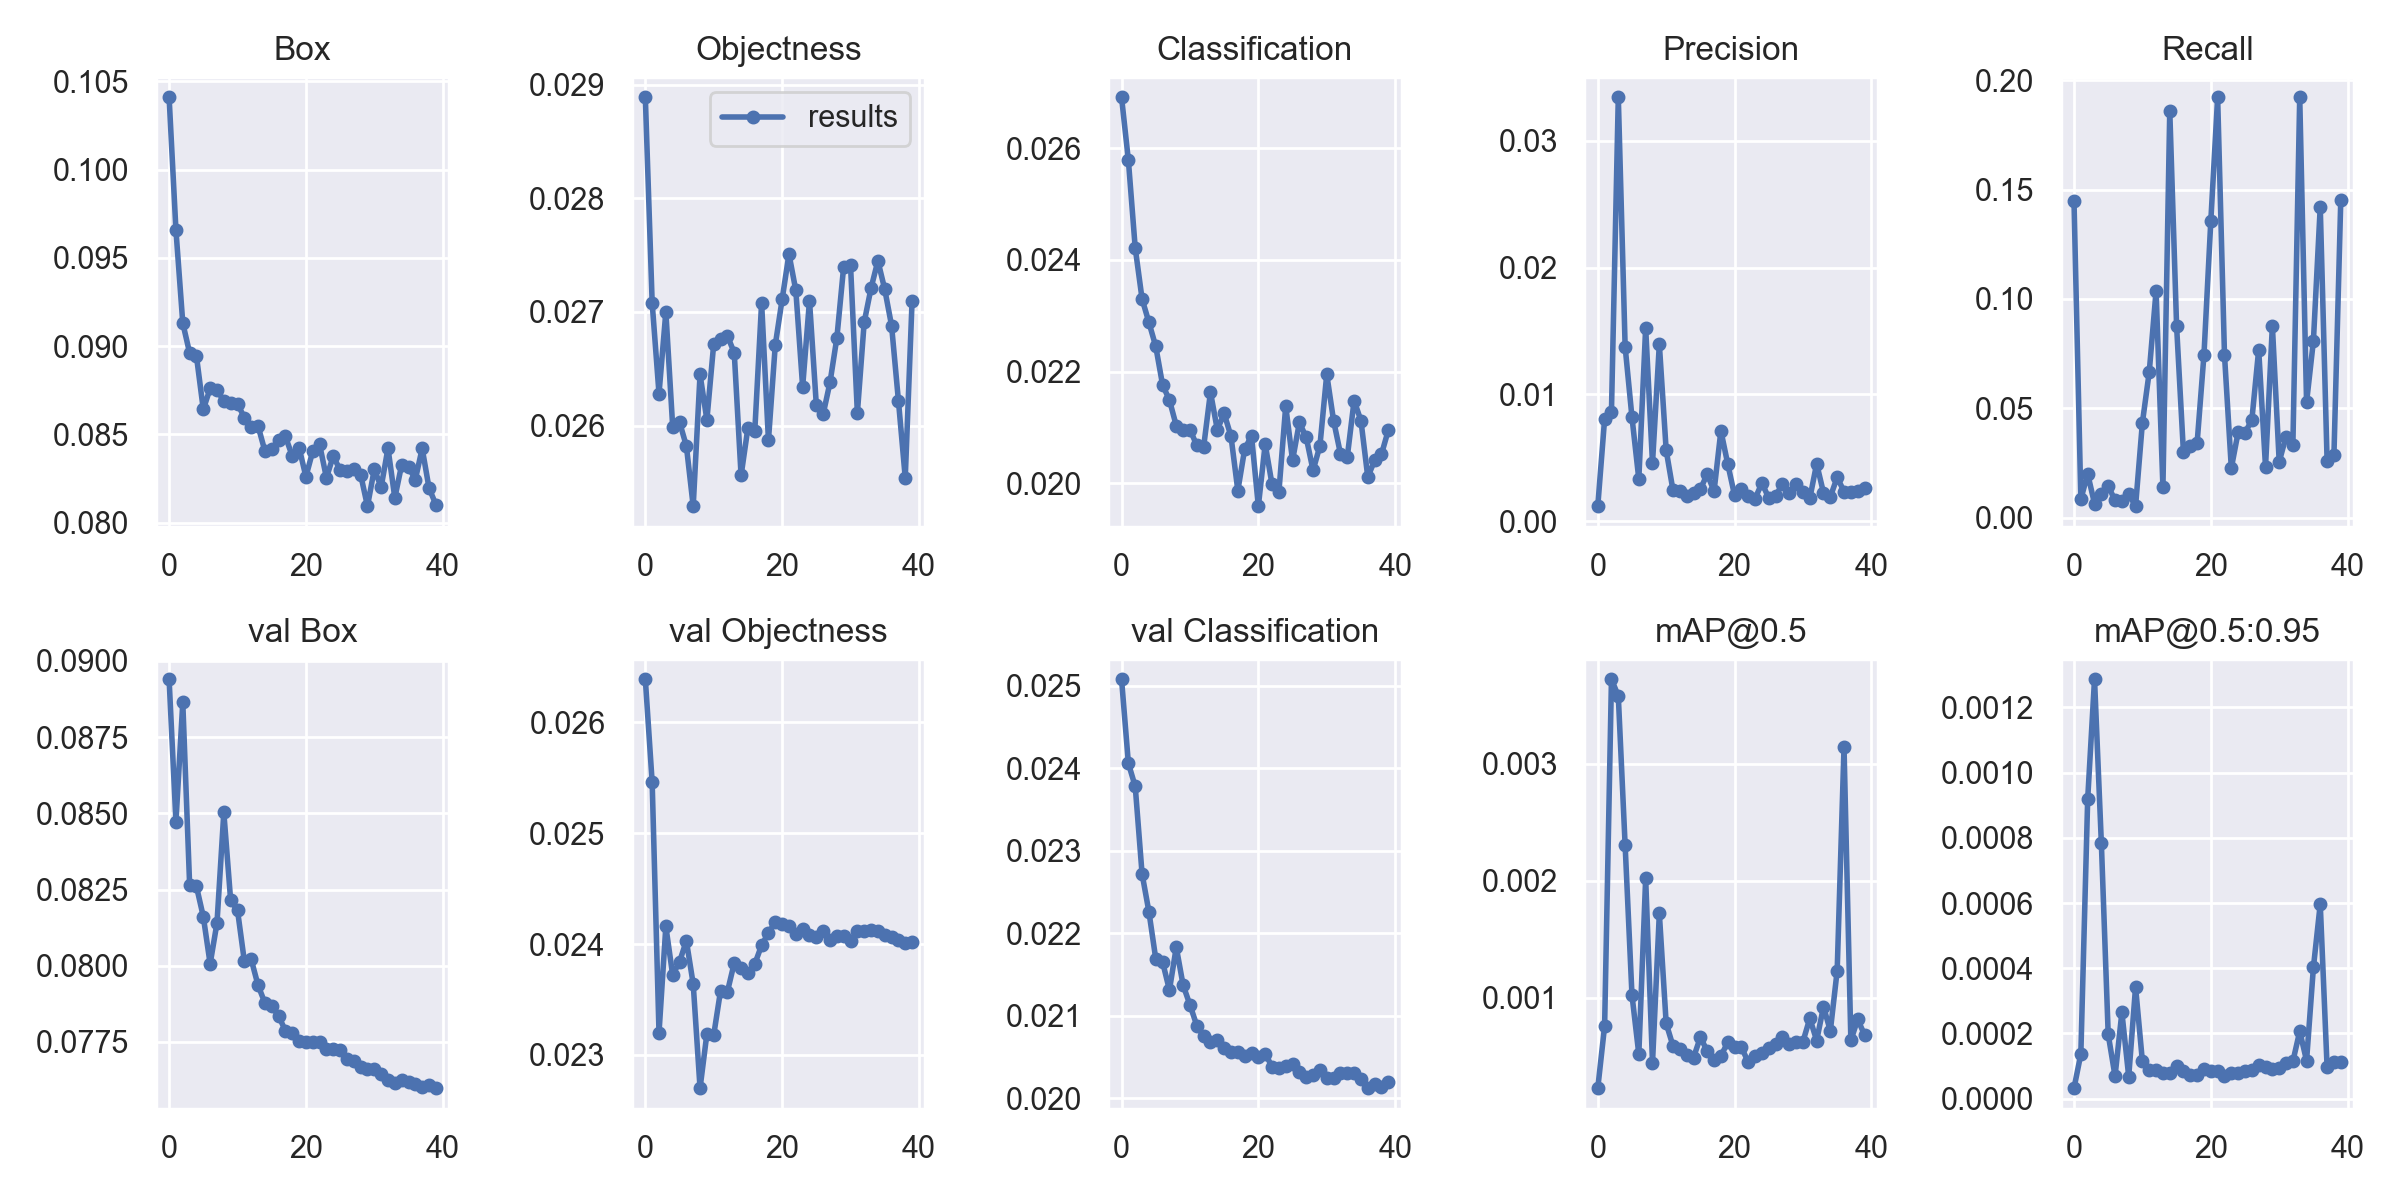 Box
0.105
0.100
0.095
0.090
0.085
0.080
0 20 40
Objectness
results
0.029
0.028
0.027
0.026
0 20 40
Classification
0.026
0.024
0.022
0.020
0 20 40
Precision
0.03
0.02
0.01
0.00
0 20 40
Recall
0.20
0.15
0.10
0.05
0.00
0 20 40
val Box
0.0900
0.0875
0.0850
0.0825
0.0800
0.0775
0 20 40
val Objectness
0.026
0.025
0.024
0.023
0 20 40
val Classification
0.025
0.024
0.023
0.022
0.021
0.020
0 20 40
mAP@0.5
0.003
0.002
0.001
0 20 40
mAP@0.5:0.95
0.0012
0.0010
0.0008
0.0006
0.0004
0.0002
0.0000
0 20 40